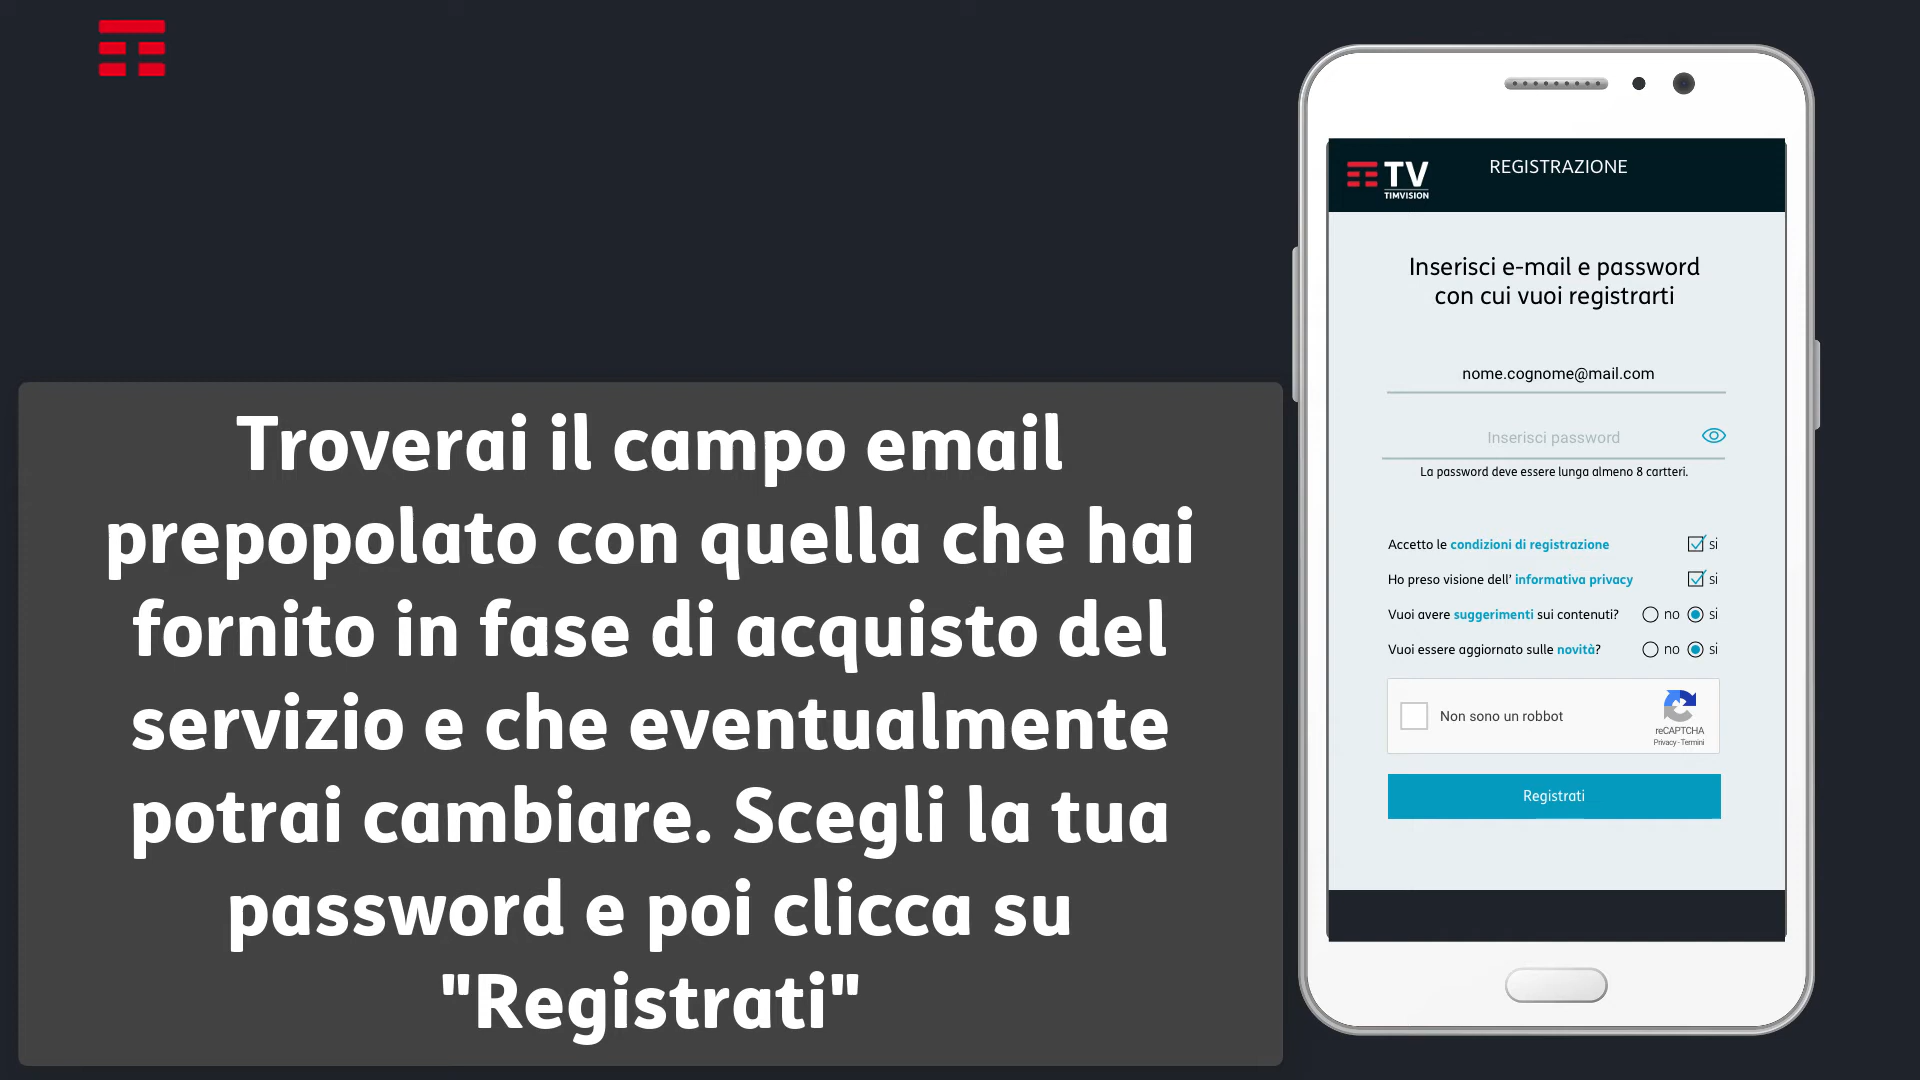 Troverai il campo email
prepopolato con quella che hai
fornito in fase di acquisto del
servizio e che eventualmente
potrai cambiare. Scegli la tua
password e poi clicca su
"Registrati"
TV
TIMVISION
REGISTRAZIONE
Inserisci e-mail e password
con cui vuoi registrarti
nome.cognome@mail.com
Inserisci password
La password deve essere lunga almeno 8 cartteri.
Accetto le condizioni di registrazione si
Ho preso visione dell' informativa privacy si
Vuoi avere suggerimenti sui contenuti? no si
Vuoi essere aggiornato sulle novità? no si
Non sono un robbot
reCAPTCHA
Privacy - Termini
Registrati